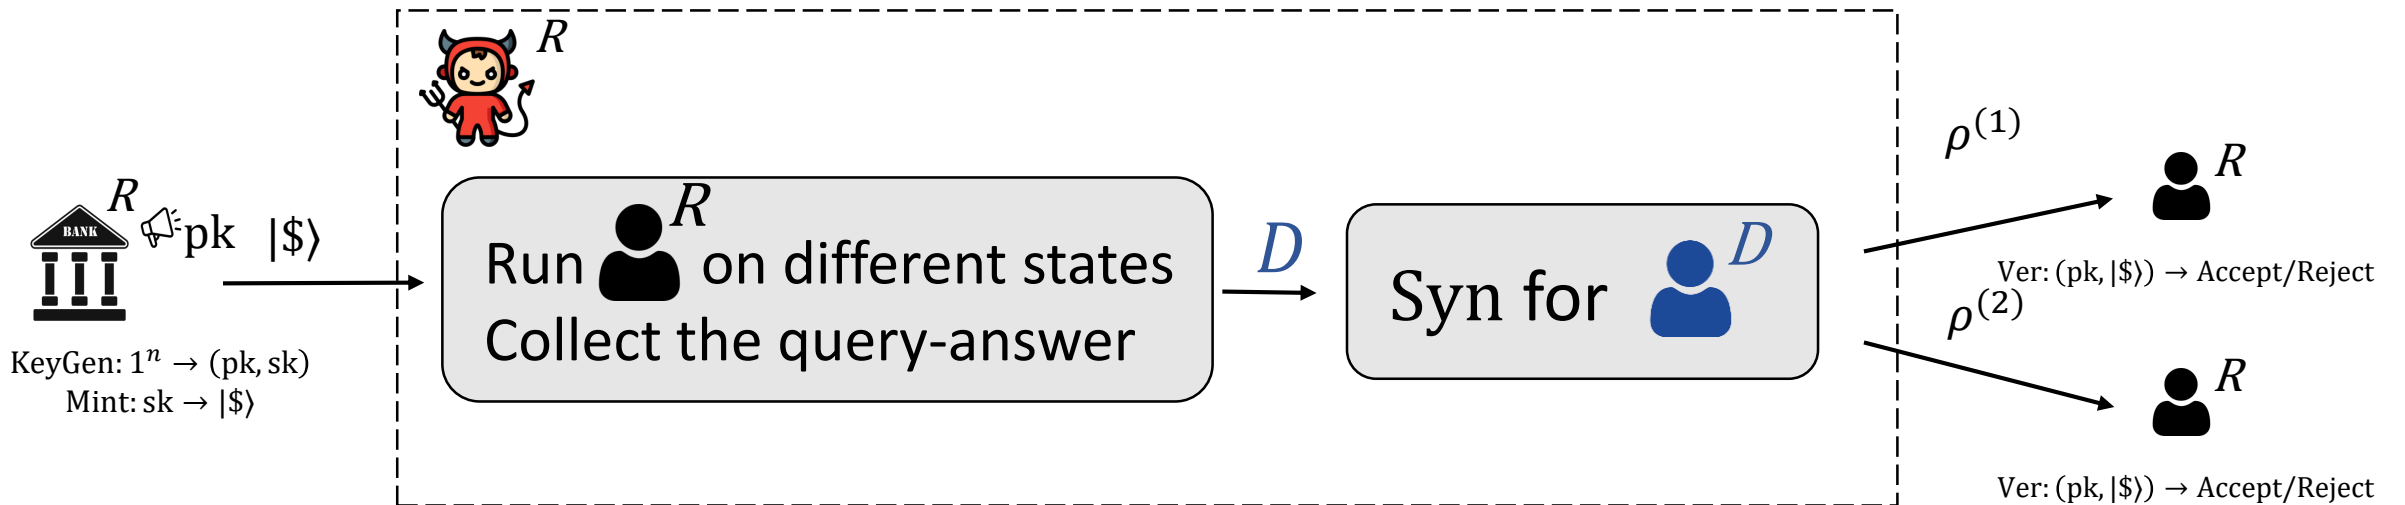 R
BANK
R
pk |$⟩
KeyGen: 1ⁿ → (pk, sk)
Mint: sk → |$⟩
Run R on different states
Collect the query-answer
D
Syn for D
ρ⁽¹⁾
R
Ver: (pk, |$⟩) → Accept/Reject
ρ⁽²⁾
R
Ver: (pk, |$⟩) → Accept/Reject